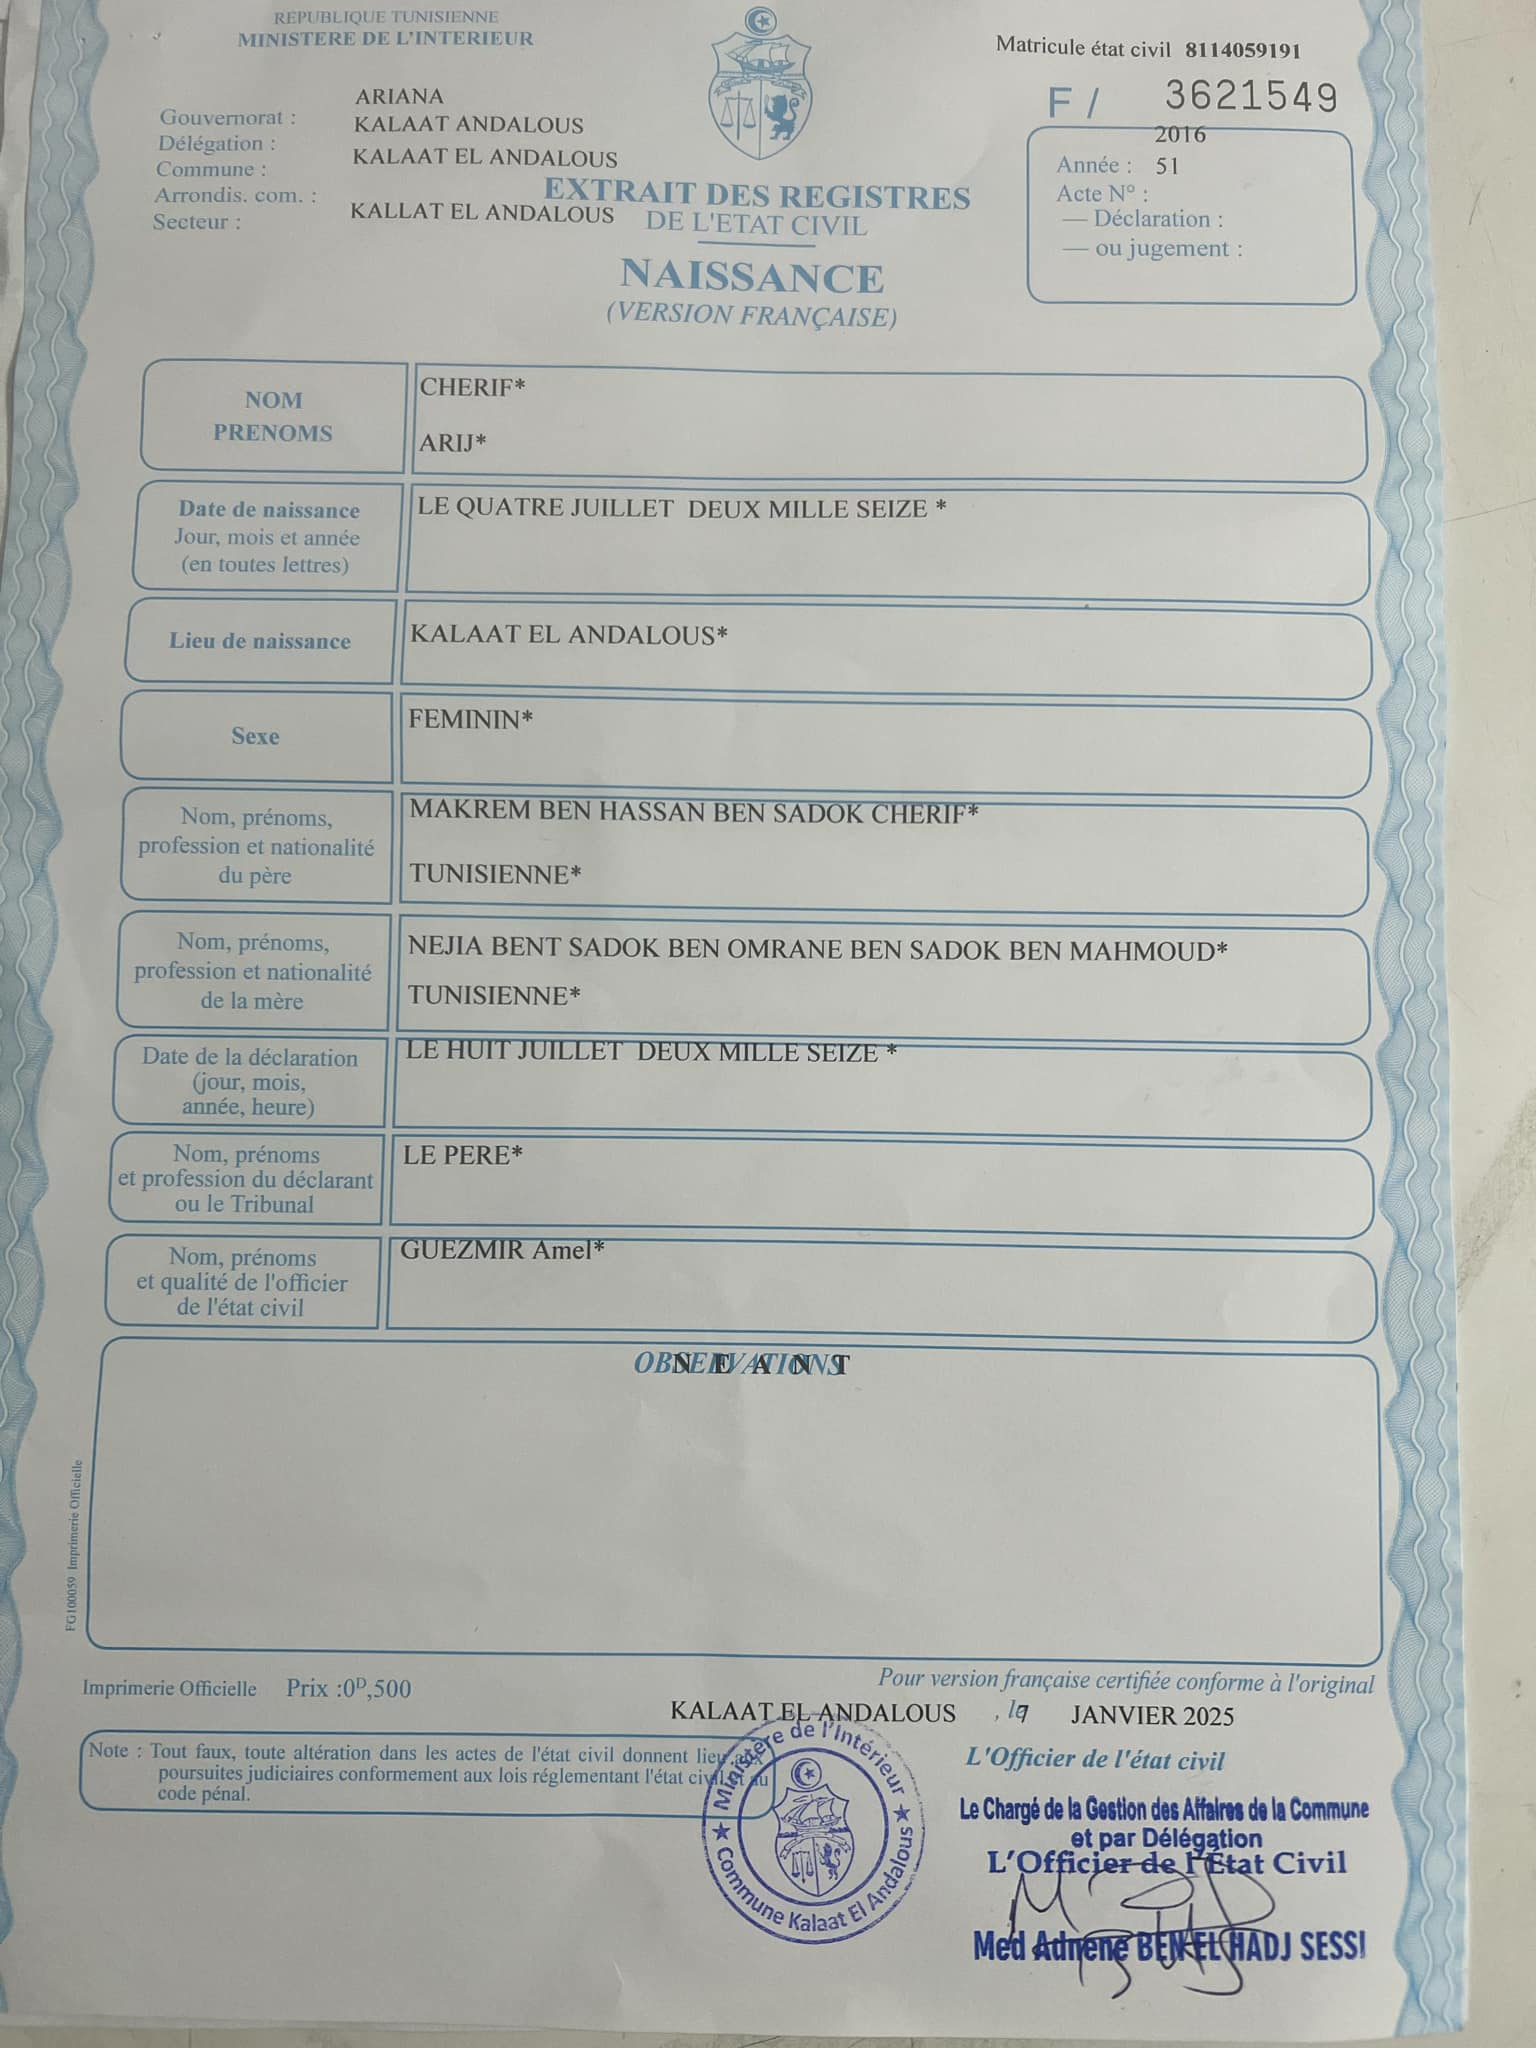 RÉPUBLIQUE TUNISIENNE
MINISTERE DE L'INTERIEUR
Matricule état civil 8114059191
F / 3621549
Gouvernorat : ARIANA
Délégation : KALAAT ANDALOUS
Commune : KALAAT EL ANDALOUS
Arrondis. com. :
Secteur : KALLAT EL ANDALOUS
2016
Année : 51
Acte N° :
— Déclaration :
— ou jugement :
EXTRAIT DES REGISTRES
DE L'ETAT CIVIL
NAISSANCE
(VERSION FRANÇAISE)
NOM
PRENOMS
CHERIF*
ARIJ*
Date de naissance
Jour, mois et année
(en toutes lettres)
LE QUATRE JUILLET DEUX MILLE SEIZE *
Lieu de naissance
KALAAT EL ANDALOUS*
Sexe
FEMININ*
Nom, prénoms,
profession et nationalité
du père
MAKREM BEN HASSAN BEN SADOK CHERIF*
TUNISIENNE*
Nom, prénoms,
profession et nationalité
de la mère
NEJIA BENT SADOK BEN OMRANE BEN SADOK BEN MAHMOUD*
TUNISIENNE*
Date de la déclaration
(jour, mois,
année, heure)
LE HUIT JUILLET DEUX MILLE SEIZE *
Nom, prénoms
et profession du déclarant
ou le Tribunal
LE PERE*
Nom, prénoms
et qualité de l'officier
de l'état civil
GUEZMIR Amel*
OBSERVATIONS
N E A N T
FG100059 Imprimerie Officielle
Imprimerie Officielle Prix :0ᴰ,500
Pour version française certifiée conforme à l'original
KALAAT EL ANDALOUS , le 7 JANVIER 2025
Note : Tout faux, toute altération dans les actes de l'état civil donnent lieu aux
poursuites judiciaires conformement aux lois réglementant l'état civil et au
code pénal.
L'Officier de l'état civil
Ministère de l'Intérieur
Commune Kalaat El Andalous
Le Chargé de la Gestion des Affaires de la Commune
et par Délégation
L'Officier de l'État Civil
Med Adnene BEN EL HADJ SESSI